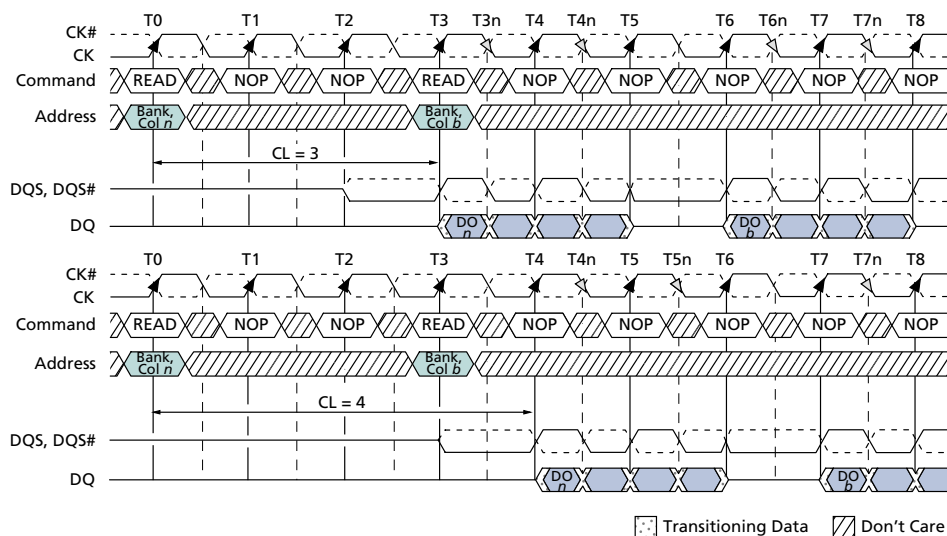 T0 T1 T2 T3 T3n T4 T4n T5 T6 T6n T7 T7n T8
CK#
CK
Command READ NOP NOP READ NOP NOP NOP NOP NOP
Address Bank, Col n Bank, Col b
CL = 3
DQS, DQS#
DQ DO n DO b
T0 T1 T2 T3 T4 T4n T5 T5n T6 T7 T7n T8
CK#
CK
Command READ NOP NOP READ NOP NOP NOP NOP NOP
Address Bank, Col n Bank, Col b
CL = 4
DQS, DQS#
DQ DO n DO b
Transitioning Data Don't Care